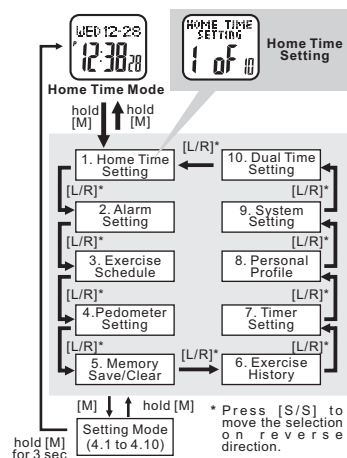 WED 12-28
P 12:38 28
HOME TIME
SETTING
1 oF 10
Home Time
Setting
Home Time Mode
hold
[M]
hold
[M]
[L/R]*
1. Home Time
Setting
10. Dual Time
Setting
[L/R]*
[L/R]*
2. Alarm
Setting
9. System
Setting
[L/R]*
[L/R]*
3. Exercise
Schedule
8. Personal
Profile
[L/R]*
[L/R]*
4.Pedometer
Setting
7. Timer
Setting
[L/R]*
[L/R]*
[L/R]*
5. Memory
Save/Clear
6. Exercise
History
[M]
hold [M]
Setting Mode
(4.1 to 4.10)
hold [M]
for 3 sec
* Press [S/S] to
move the selection
on reverse
direction.